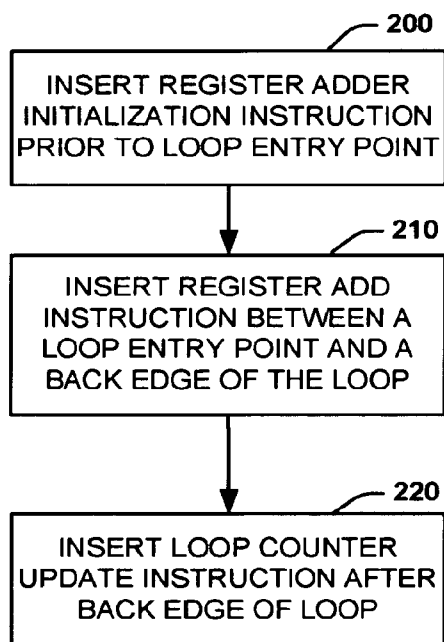 200
INSERT REGISTER ADDER
INITIALIZATION INSTRUCTION
PRIOR TO LOOP ENTRY POINT
210
INSERT REGISTER ADD
INSTRUCTION BETWEEN A
LOOP ENTRY POINT AND A
BACK EDGE OF THE LOOP
220
INSERT LOOP COUNTER
UPDATE INSTRUCTION AFTER
BACK EDGE OF LOOP